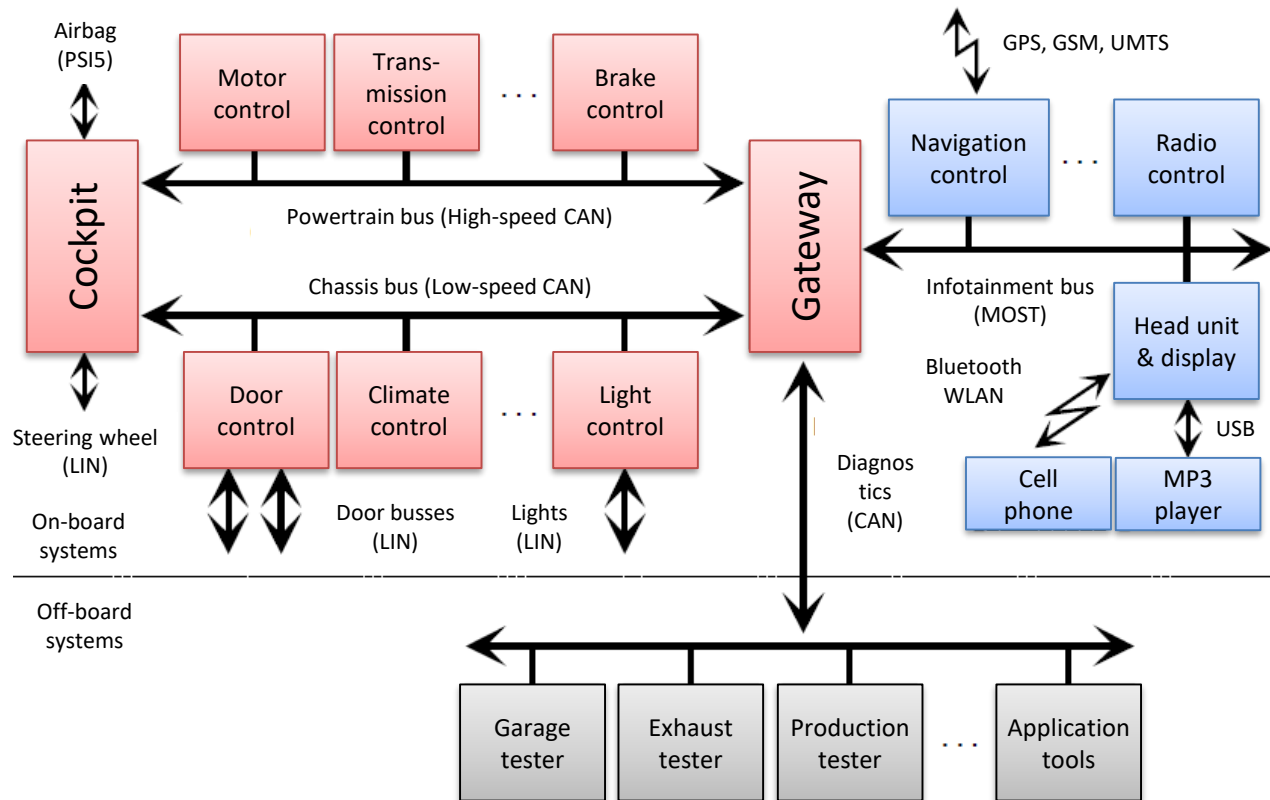 Airbag
(PSI5)
Motor
control
Trans-
mission
control
. . .
Brake
control
GPS, GSM, UMTS
Navigation
control
. . .
Radio
control
Cockpit
Gateway
Powertrain bus (High-speed CAN)
Chassis bus (Low-speed CAN)
Infotainment bus
(MOST)
Head unit
& display
Bluetooth
WLAN
USB
Cell
phone
MP3
player
Door
control
Climate
control
. . .
Light
control
Steering wheel
(LIN)
Door busses
(LIN)
Lights
(LIN)
Diagnos
tics
(CAN)
On-board
systems
Off-board
systems
Garage
tester
Exhaust
tester
Production
tester
. . .
Application
tools